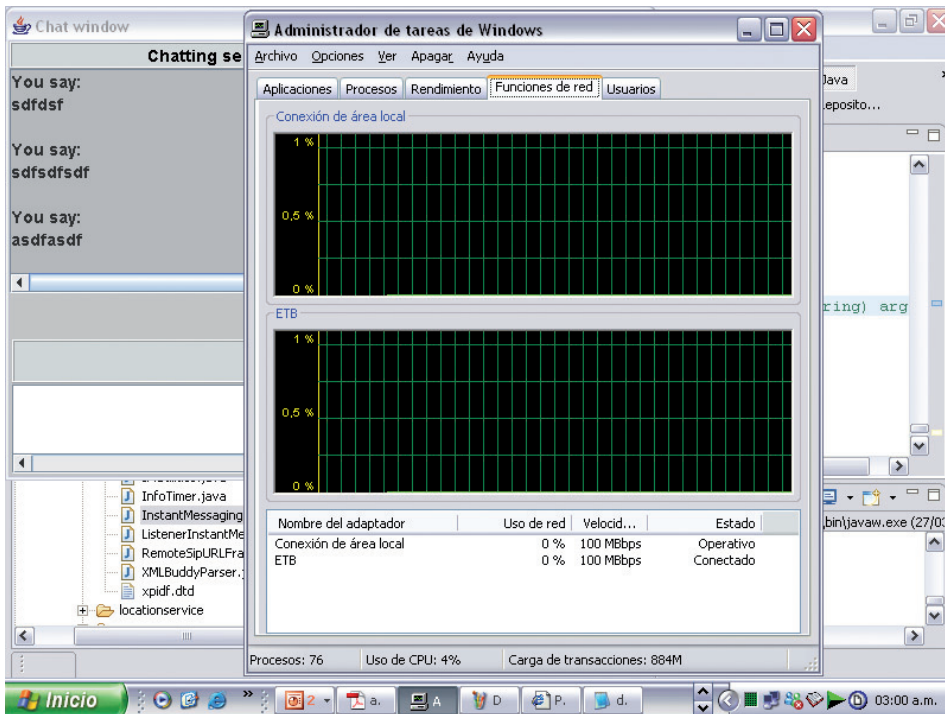 Chat window
Chatting se
You say:
sdfdsf
You say:
sdfsdfsdf
You say:
asdfasdf
Administrador de tareas de Windows
Archivo Opciones Ver Apagar Ayuda
Aplicaciones Procesos Rendimiento Funciones de red Usuarios
Conexión de área local
1 %
0,5 %
0 %
ETB
1 %
0,5 %
0 %
Nombre del adaptador Uso de red Velocid... Estado
Conexión de área local 0 % 100 MBbps Operativo
ETB 0 % 100 MBbps Conectado
Procesos: 76 Uso de CPU: 4% Carga de transacciones: 884M
Java
eposito...
ring) arg
bin\javaw.exe (27/03
InfoTimer.java
InstantMessaging
ListenerInstantMe
RemoteSipURLFra
XMLBuddyParser.j
xpidf.dtd
locationservice
Inicio » 2 a. A D P. d. 03:00 a.m.